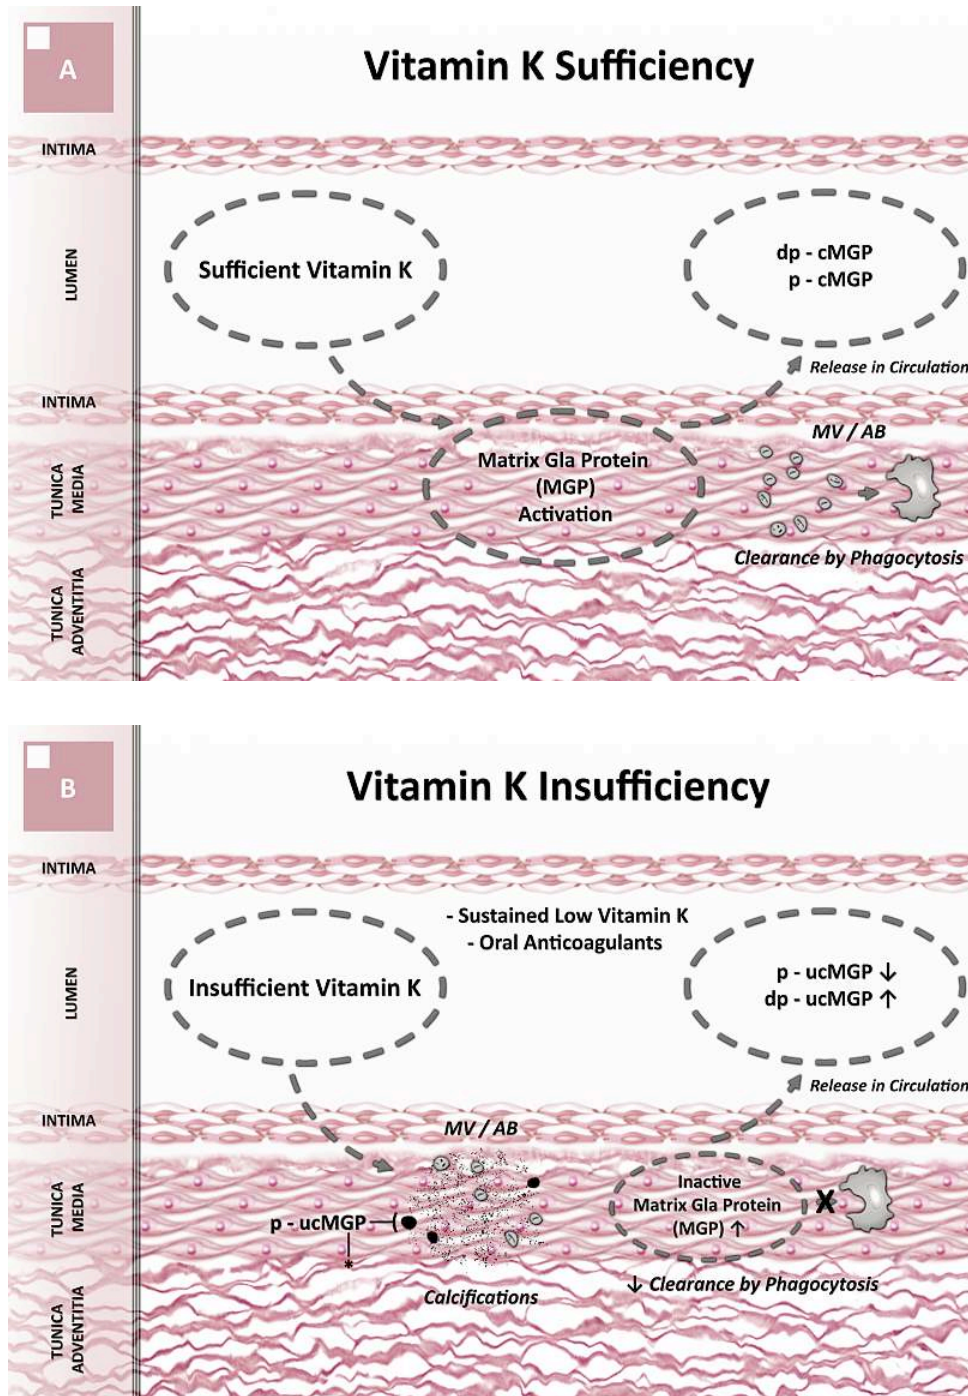 A
Vitamin K Sufficiency
INTIMA
LUMEN
Sufficient Vitamin K
dp - cMGP
p - cMGP
Release in Circulation
INTIMA
MV / AB
TUNICA
MEDIA
Matrix Gla Protein
(MGP)
Activation
Clearance by Phagocytosis
TUNICA
ADVENTITIA
B
Vitamin K Insufficiency
INTIMA
- Sustained Low Vitamin K
- Oral Anticoagulants
LUMEN
Insufficient Vitamin K
p - ucMGP ↓
dp - ucMGP ↑
Release in Circulation
INTIMA
MV / AB
TUNICA
MEDIA
p - ucMGP
*
Inactive
Matrix Gla Protein
(MGP) ↑
X
Calcifications
↓ Clearance by Phagocytosis
TUNICA
ADVENTITIA